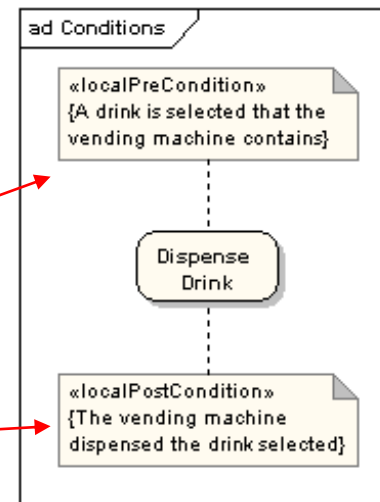 ad Conditions
«localPreCondition»
{A drink is selected that the
vending machine contains}
Dispense
Drink
«localPostCondition»
{The vending machine
dispensed the drink selected}